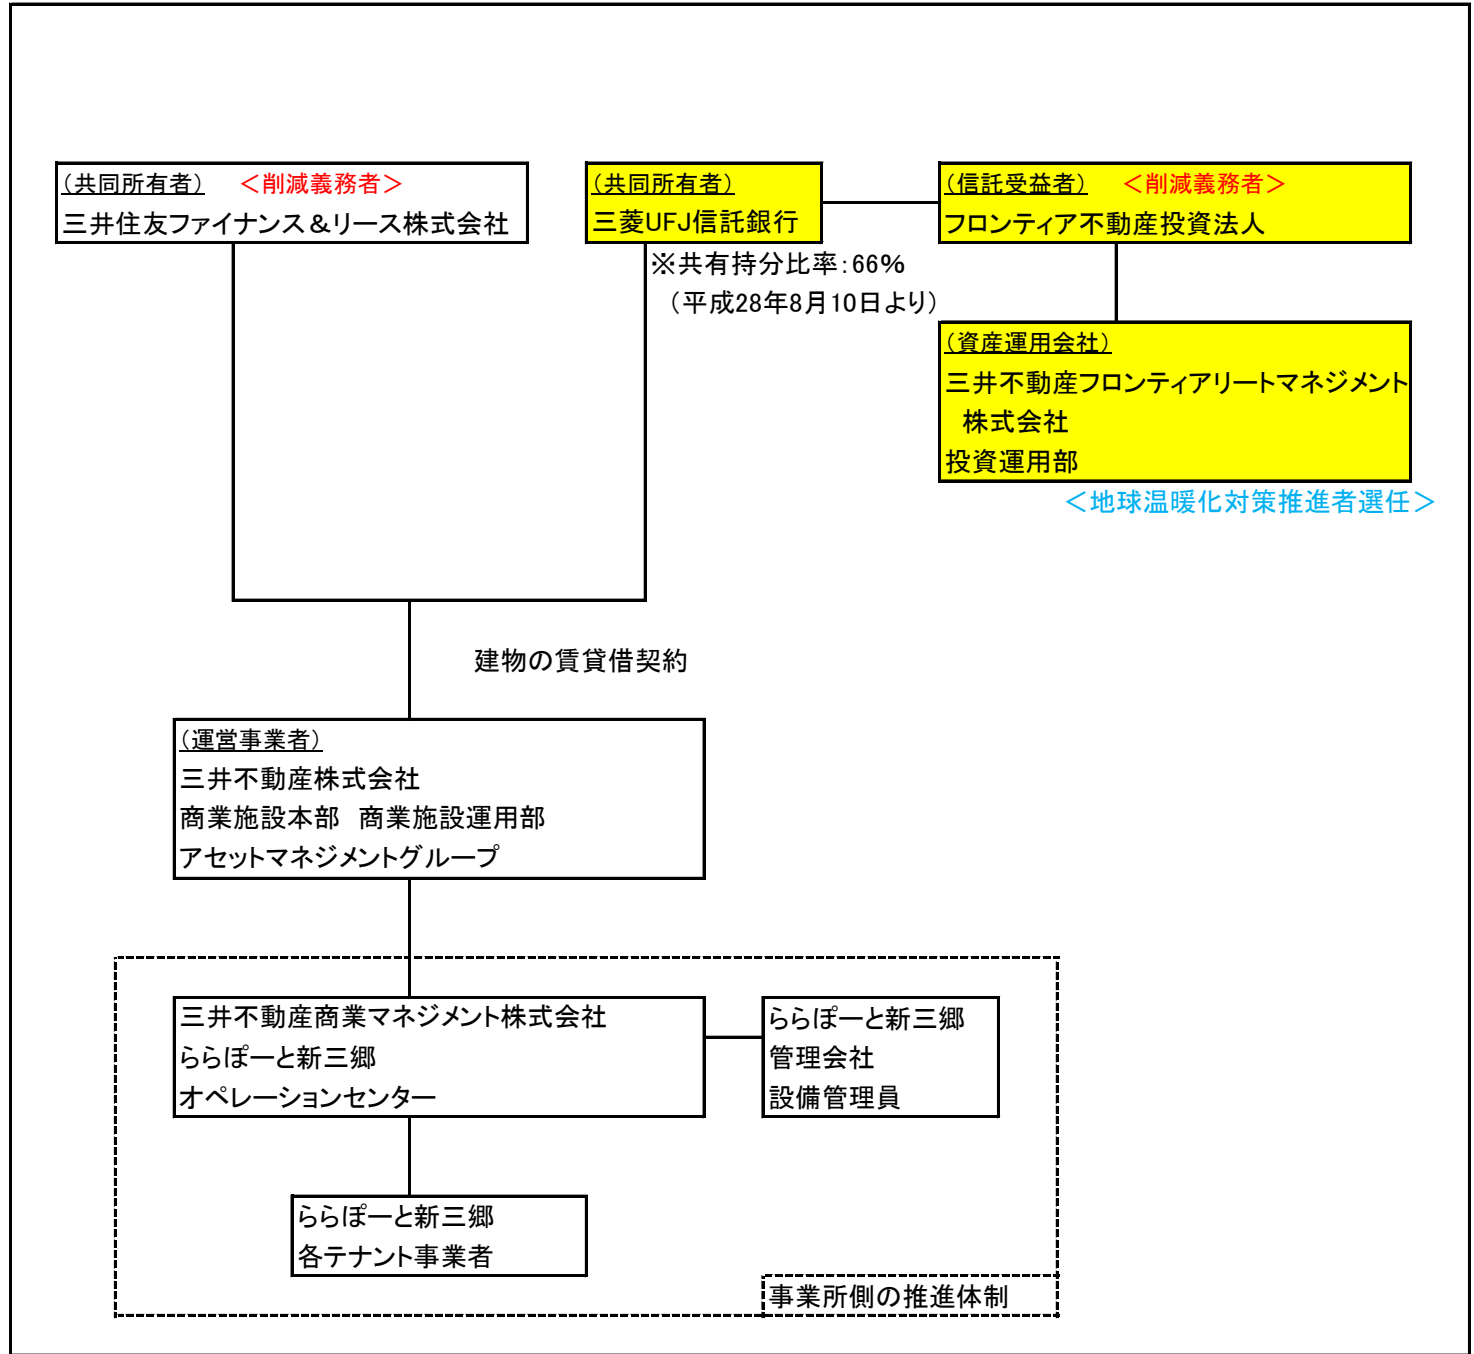 （共同所有者）　＜削減義務者＞
三井住友ファイナンス＆リース株式会社
（共同所有者）
三菱UFJ信託銀行
（信託受益者）　＜削減義務者＞
フロンティア不動産投資法人
※共有持分比率：66%
（平成28年8月10日より）
（資産運用会社）
三井不動産フロンティアリートマネジメント
株式会社
投資運用部
＜地球温暖化対策推進者選任＞
建物の賃貸借契約
（運営事業者）
三井不動産株式会社
商業施設本部　商業施設運用部
アセットマネジメントグループ
三井不動産商業マネジメント株式会社
ららぽーと新三郷
オペレーションセンター
ららぽーと新三郷
管理会社
設備管理員
ららぽーと新三郷
各テナント事業者
事業所側の推進体制